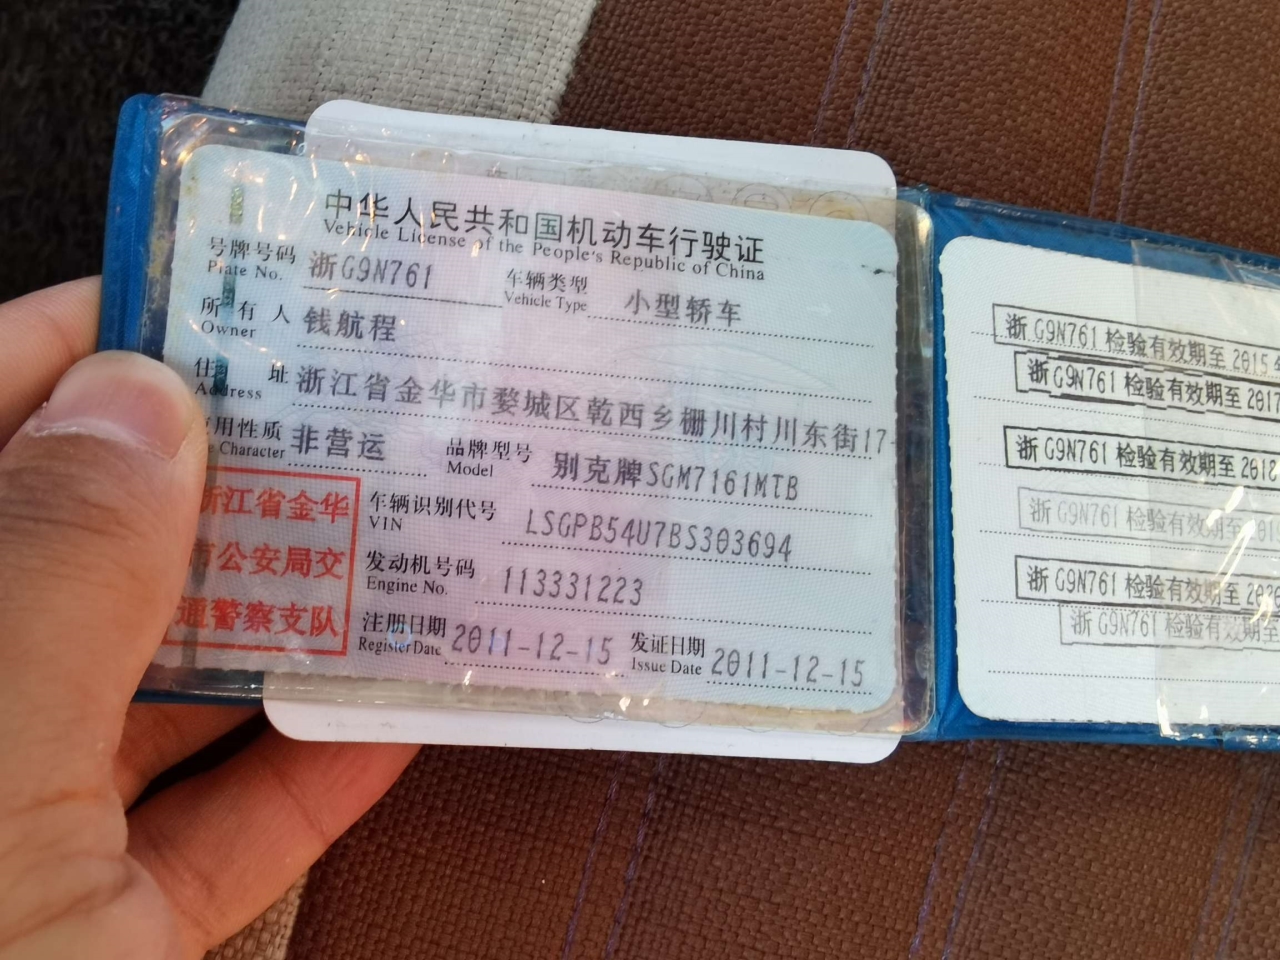 中华人民共和国机动车行驶证
Vehicle License of the People's Republic of China
号牌号码 浙G9N761 车辆类型 小型轿车
Plate No. Vehicle Type
所有人 钱航程
Owner
住址 浙江省金华市婺城区乾西乡栅川村川东街17
Address
用性质 非营运 品牌型号 别克牌SGM7161MTB
Character Model
车辆识别代号 LSGPB54U7BS303694
VIN
发动机号码 113331223
Engine No.
注册日期 2011-12-15 发证日期 2011-12-15
Register Date Issue Date
浙江省金华
市公安局交
通警察支队
浙G9N761检验有效期至2015
浙G9N761检验有效期至2017
浙G9N761检验有效期至201
浙G9N761检验有效期至201
浙G9N761检验有效期至202
浙G9N761检验有效期至